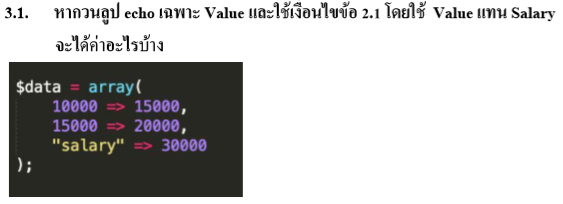 3.1. หากวนลูป echo เฉพาะ Value และใช้เงื่อนไขข้อ 2.1 โดยใช้ Value แทน Salary
จะได้ค่าอะไรบ้าง
$data = array(
10000 => 15000,
15000 => 20000,
"salary" => 30000
);